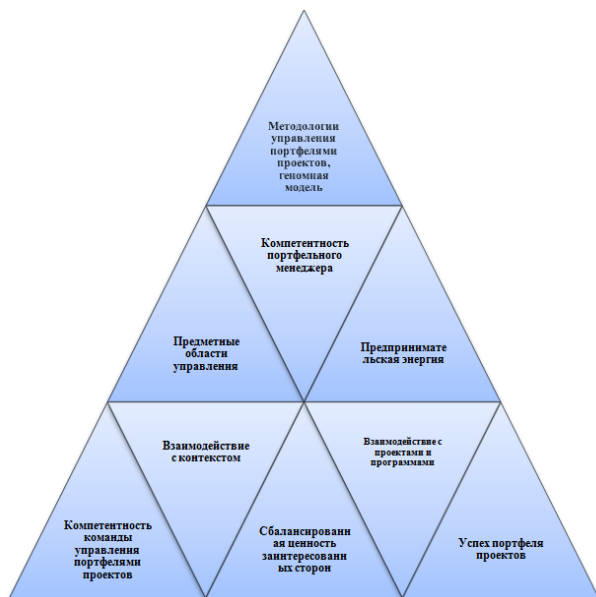 Методологии
управления
портфелями
проектов,
геномная
модель
Компетентность
портфельного
менеджера
Предметные
области
управления
Предпринимате
льская энергия
Взаимодействие
с контекстом
Взаимодействие с
проектами и
программами
Компетентность
команды
управления
портфелями
проектов
Сбалансированн
ая ценность
заинтересованн
ых сторон
Успех портфеля
проектов